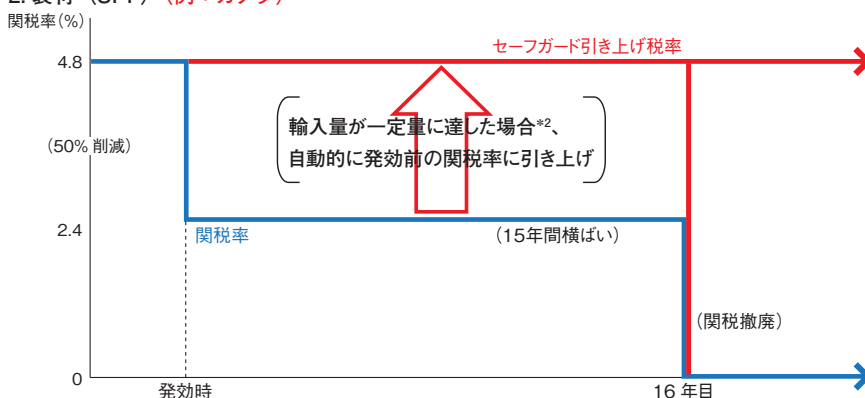 関税率(%)
セーフガード引き上げ税率
4.8
輸入量が一定量に達した場合*2、
(50% 削減)
自動的に発効前の関税率に引き上げ
2.4
関税率
(15年間横ばい)
(関税撤廃)
0
発効時
16 年目